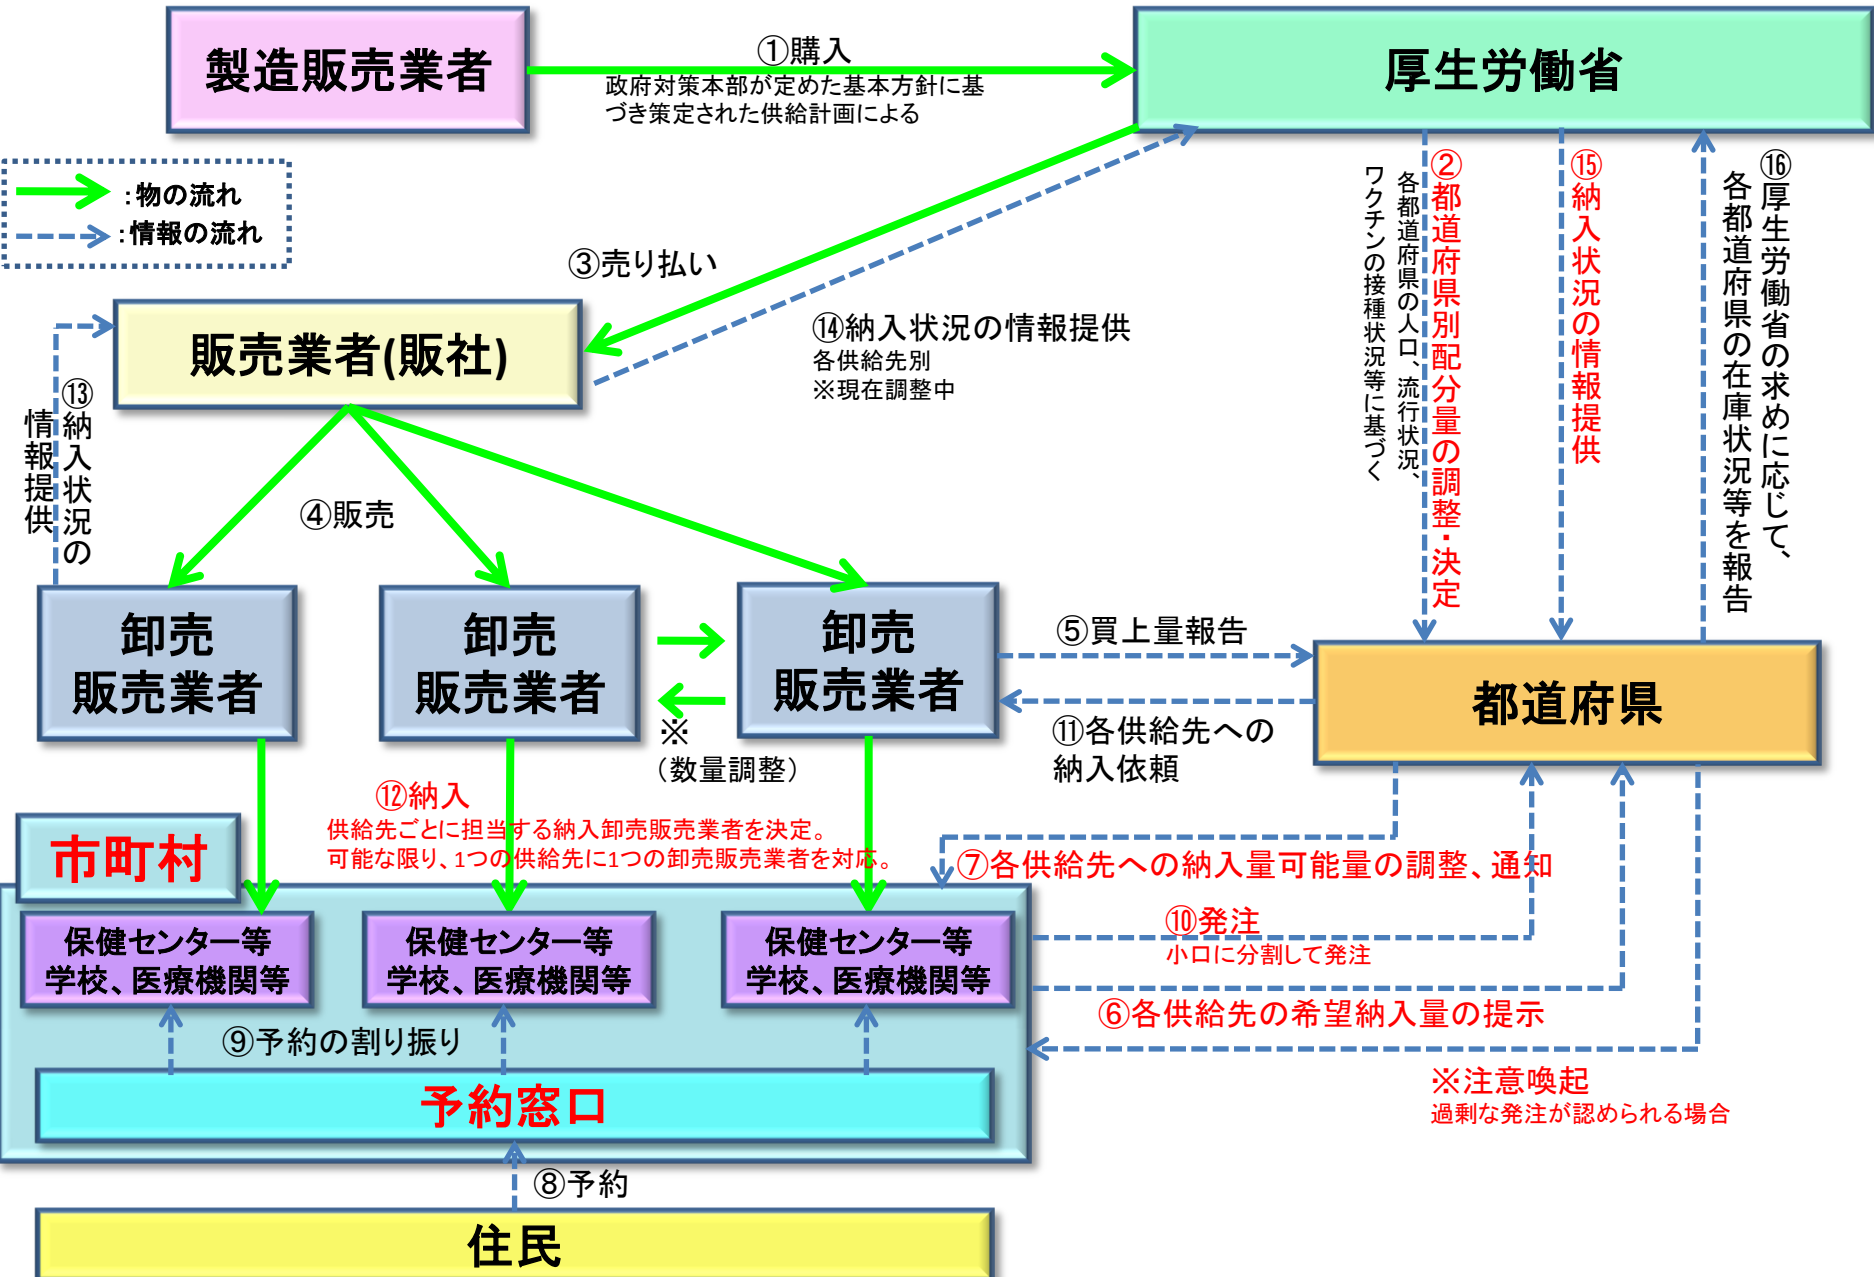 製造販売業者
①購入
政府対策本部が定めた基本方針に基
づき策定された供給計画による
厚生労働省
:物の流れ
:情報の流れ
③売り払い
⑭納入状況の情報提供
各供給先別
※現在調整中
②都道府県別配分量の調整・決定
各都道府県の人口、流行状況、
ワクチンの接種状況等に基づく
⑮納入状況の情報提供
⑯厚生労働省の求めに応じて、
各都道府県の在庫状況等を報告
販売業者(販社)
⑬納入状況の
情報提供
④販売
卸売
販売業者
卸売
販売業者
卸売
販売業者
※
（数量調整）
⑤買上量報告
⑪各供給先への
納入依頼
都道府県
⑫納入
供給先ごとに担当する納入卸売販売業者を決定。
可能な限り、1つの供給先に1つの卸売販売業者を対応。
市町村
⑦各供給先への納入量可能量の調整、通知
保健センター等
学校、医療機関等
保健センター等
学校、医療機関等
保健センター等
学校、医療機関等
⑩発注
小口に分割して発注
⑥各供給先の希望納入量の提示
⑨予約の割り振り
予約窓口
※注意喚起
過剰な発注が認められる場合
⑧予約
住民